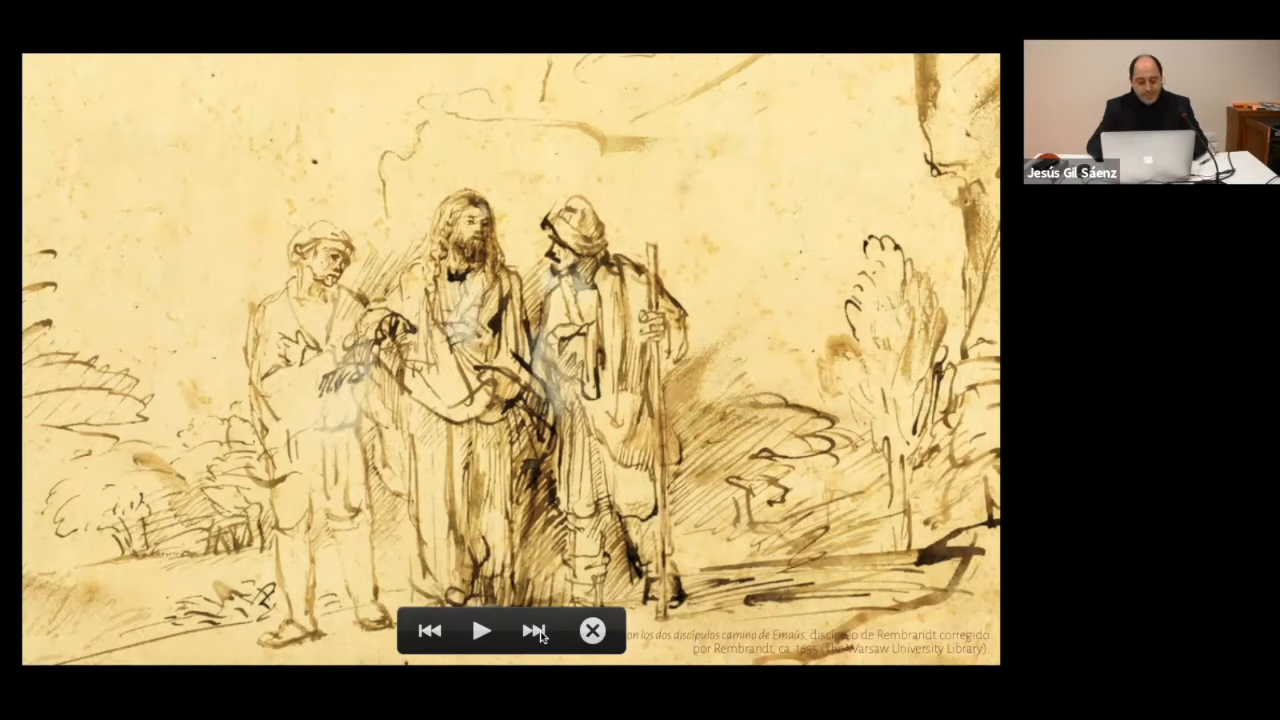 Jesús Gil Sáenz
on los dos discípulos camino de Emaús, discípulo de Rembrandt corregido
por Rembrandt, ca. 1655 (The Warsaw University Library).